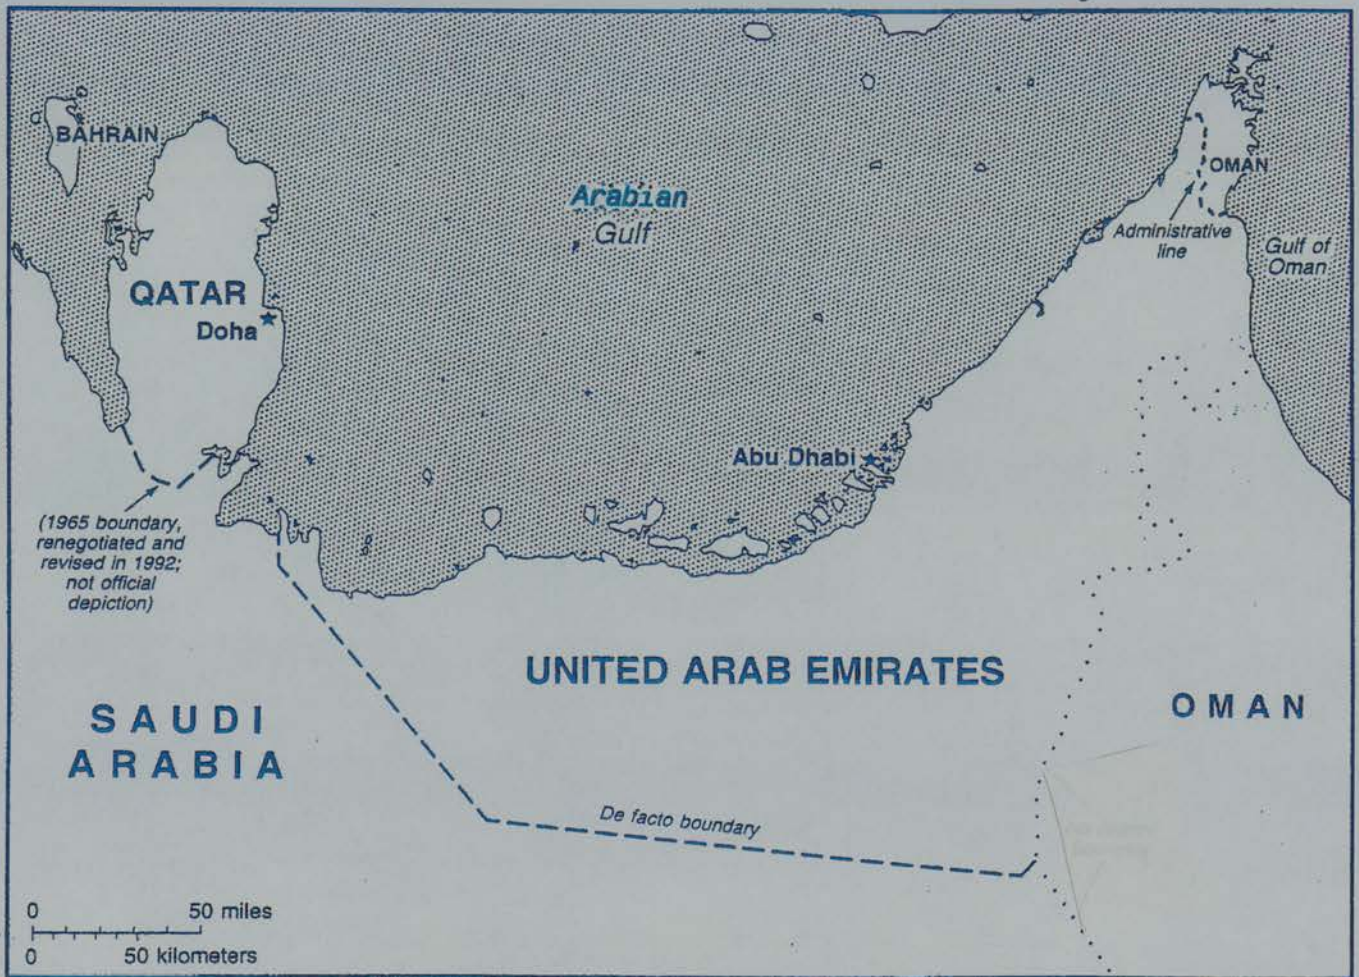 BAHRAIN
QATAR
Doha
Arabian
Gulf
OMAN
Administrative
line
Gulf of
Oman
Abu Dhabi
(1965 boundary,
renegotiated and
revised in 1992;
not official
depiction)
UNITED ARAB EMIRATES
SAUDI
ARABIA
OMAN
De facto boundary
0 50 miles
0 50 kilometers